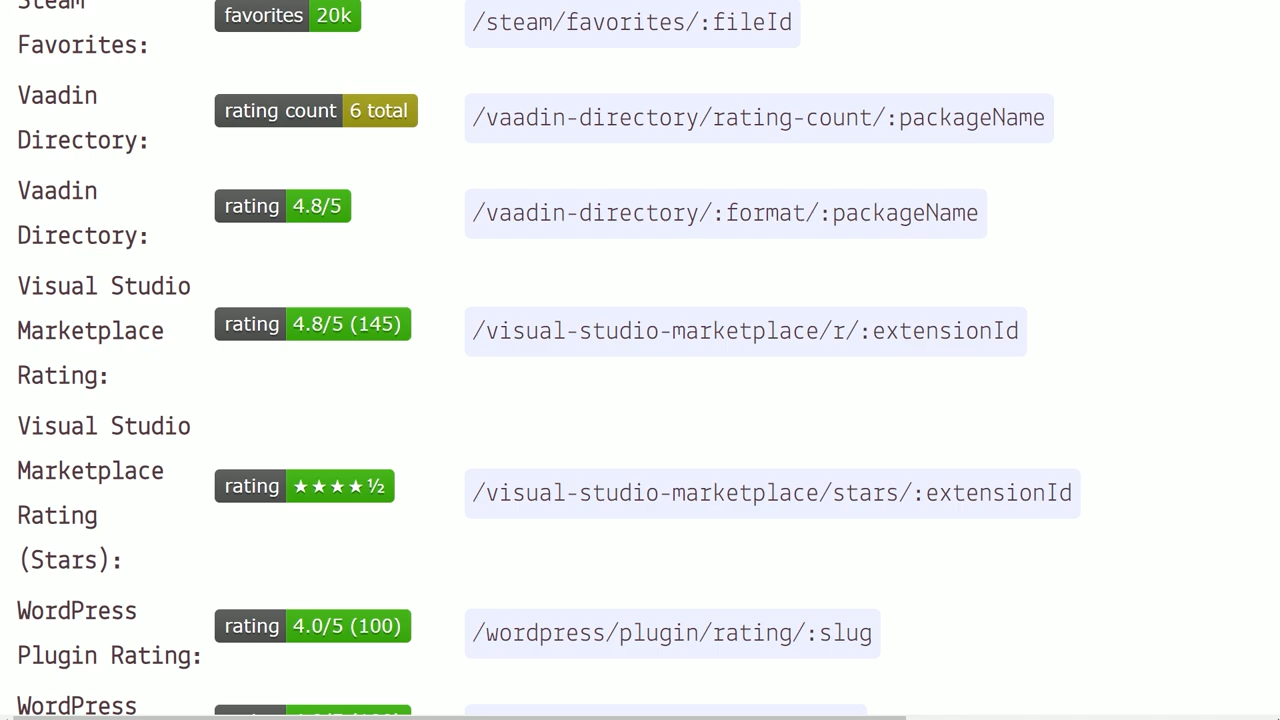 Steam
Favorites:
favorites 20k
/steam/favorites/:fileId
Vaadin
Directory:
rating count 6 total
/vaadin-directory/rating-count/:packageName
Vaadin
Directory:
rating 4.8/5
/vaadin-directory/:format/:packageName
Visual Studio
Marketplace
Rating:
rating 4.8/5 (145)
/visual-studio-marketplace/r/:extensionId
Visual Studio
Marketplace
Rating
(Stars):
rating ★★★★½
/visual-studio-marketplace/stars/:extensionId
WordPress
Plugin Rating:
rating 4.0/5 (100)
/wordpress/plugin/rating/:slug
WordPress